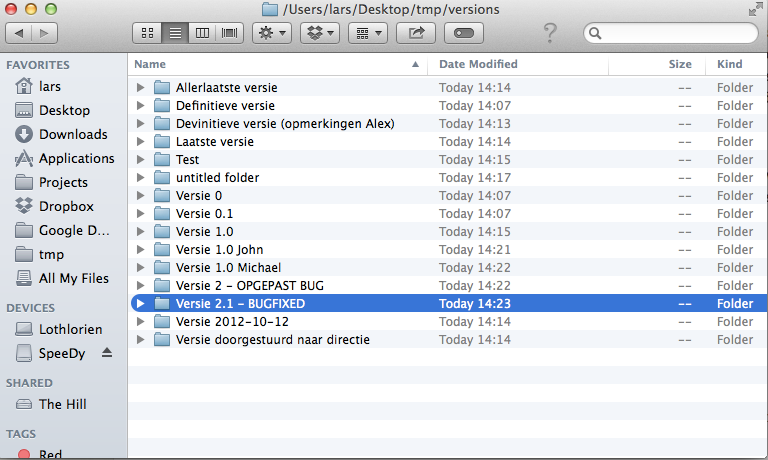 /Users/lars/Desktop/tmp/versions
FAVORITES
lars
Desktop
Downloads
Applications
Projects
Dropbox
Google D...
tmp
All My Files
DEVICES
Lothlorien
SpeeDy
SHARED
The Hill
TAGS
Red
Name Date Modified Size Kind
Allerlaatste versie Today 14:14 -- Folder
Definitieve versie Today 14:07 -- Folder
Devinitieve versie (opmerkingen Alex) Today 14:13 -- Folder
Laatste versie Today 14:14 -- Folder
Test Today 14:15 -- Folder
untitled folder Today 14:17 -- Folder
Versie 0 Today 14:07 -- Folder
Versie 0.1 Today 14:07 -- Folder
Versie 1.0 Today 14:15 -- Folder
Versie 1.0 John Today 14:21 -- Folder
Versie 1.0 Michael Today 14:22 -- Folder
Versie 2 - OPGEPAST BUG Today 14:22 -- Folder
Versie 2.1 - BUGFIXED Today 14:23 -- Folder
Versie 2012-10-12 Today 14:14 -- Folder
Versie doorgestuurd naar directie Today 14:14 -- Folder